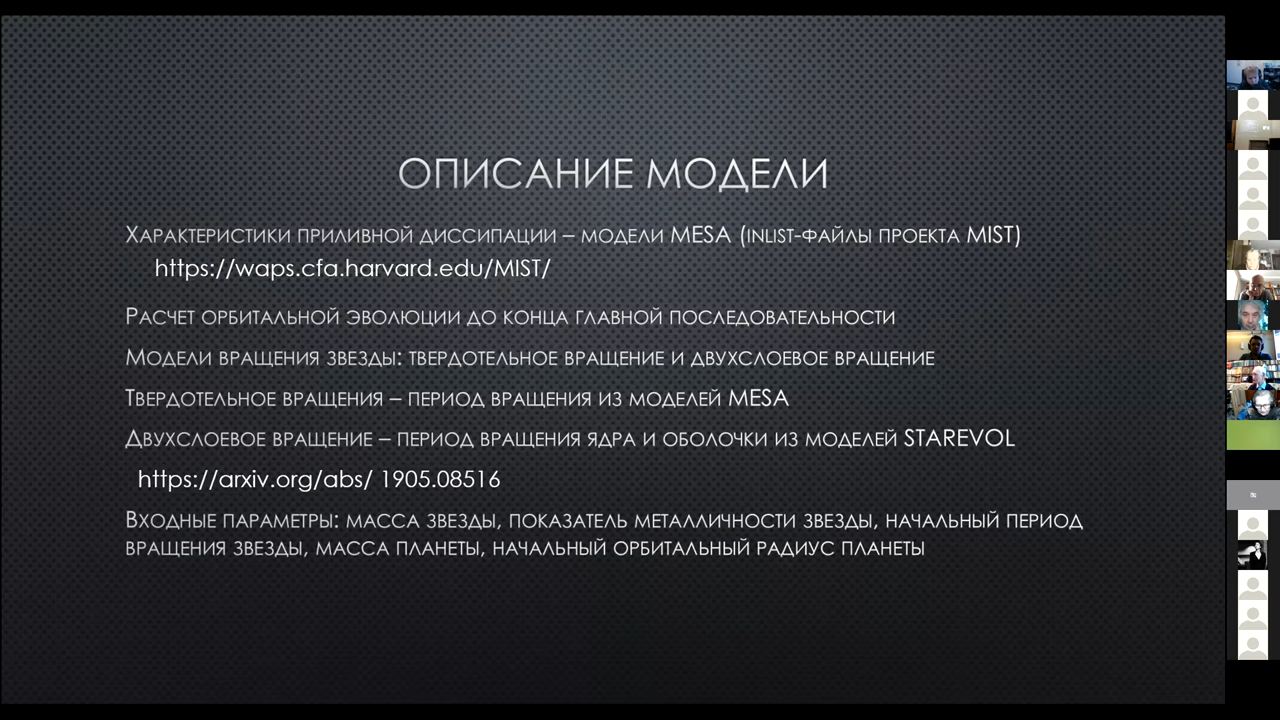 ОПИСАНИЕ МОДЕЛИ
Характеристики приливной диссипации – модели MESA (inlist-файлы проекта MIST)
https://waps.cfa.harvard.edu/MIST/
Расчет орбитальной эволюции до конца главной последовательности
Модели вращения звезды: твердотельное вращение и двухслоевое вращение
Твердотельное вращения – период вращения из моделей MESA
Двухслоевое вращение – период вращения ядра и оболочки из моделей STAREVOL
https://arxiv.org/abs/ 1905.08516
Входные параметры: масса звезды, показатель металличности звезды, начальный период
вращения звезды, масса планеты, начальный орбитальный радиус планеты